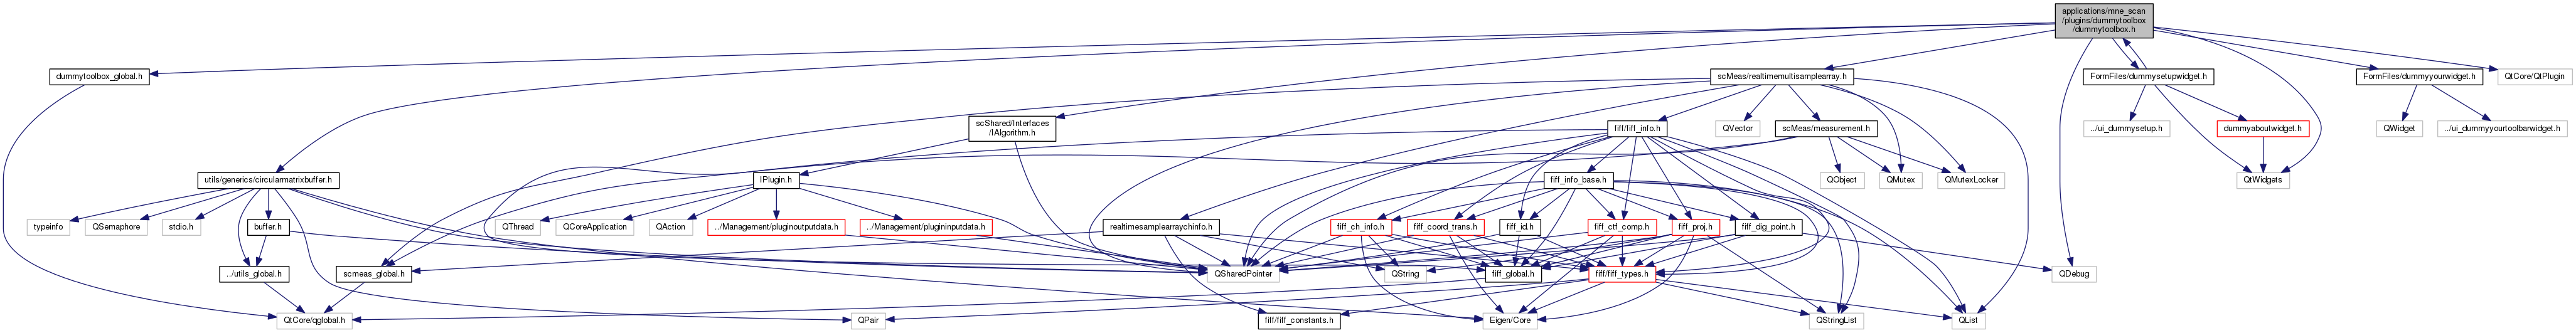 applications/mne_scan
/plugins/dummytoolbox
/dummytoolbox.h
dummytoolbox_global.h
scMeas/realtimemultisamplearray.h
FormFiles/dummysetupwidget.h
FormFiles/dummyyourwidget.h
QtCore/QtPlugin
scShared/Interfaces
/IAlgorithm.h
fiff/fiff_info.h
QVector
scMeas/measurement.h
../ui_dummysetup.h
dummyaboutwidget.h
QWidget
../ui_dummyyourtoolbarwidget.h
utils/generics/circularmatrixbuffer.h
IPlugin.h
fiff_info_base.h
QObject
QMutex
QMutexLocker
QtWidgets
typeinfo
QSemaphore
stdio.h
buffer.h
QThread
QCoreApplication
QAction
../Management/pluginoutputdata.h
../Management/plugininputdata.h
realtimesamplearraychinfo.h
fiff_ch_info.h
fiff_coord_trans.h
fiff_id.h
fiff_ctf_comp.h
fiff_proj.h
fiff_dig_point.h
../utils_global.h
scmeas_global.h
QSharedPointer
QString
fiff_global.h
fiff/fiff_types.h
QDebug
QtCore/qglobal.h
QPair
fiff/fiff_constants.h
Eigen/Core
QStringList
QList